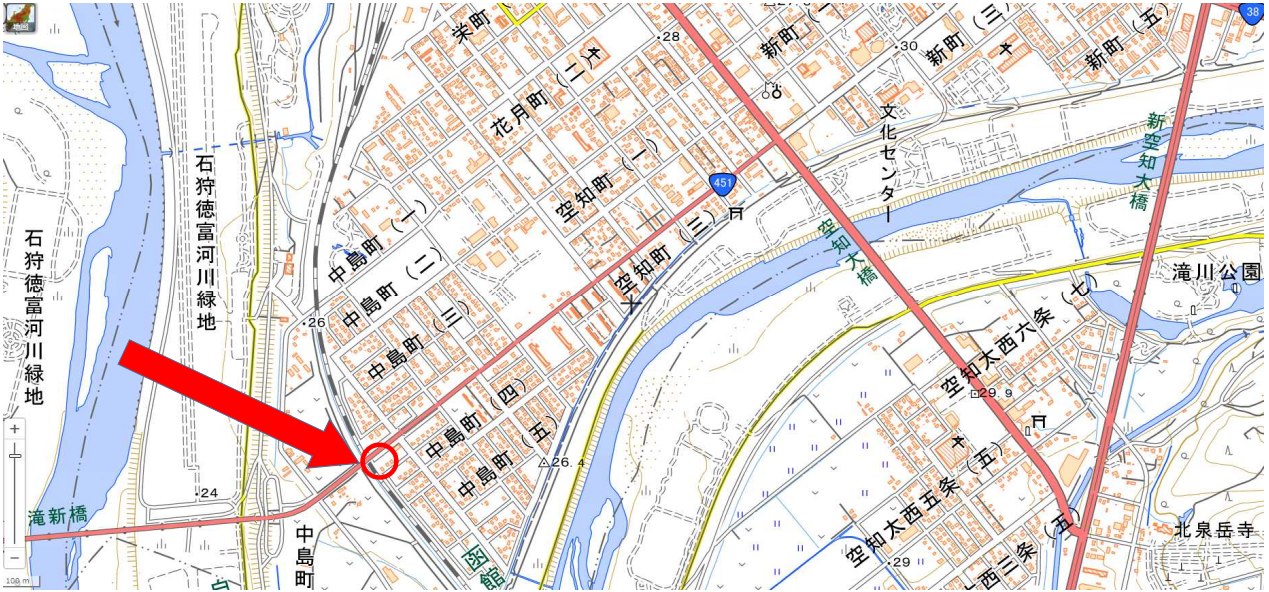 38
栄町
28
新町(一)
30
新町(三)
新町(五)
花月町(二)
文化センター
新空知大橋
石狩徳富河川緑地
空知町(一)
451
石狩徳富河川緑地
中島町(一)
空知町(三)
空知大橋
滝川公園
中島町(二)
26
中島町(三)
空知太西六条(七)
29.9
中島町(四)
中島町(五)
26.4
空知太西五条(五)
24
滝新橋
中島町
函館
29
西三条(五)
北泉岳寺
100 m